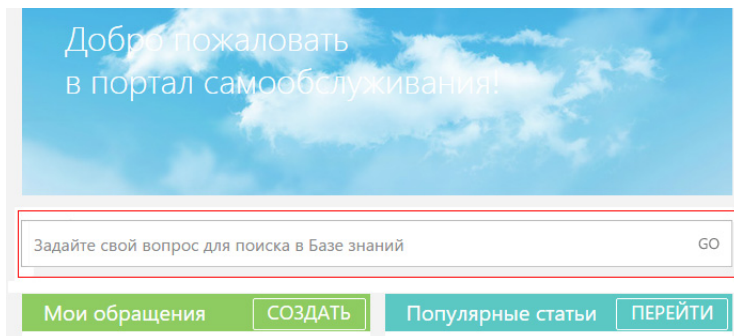 Добро пожаловать
в портал самообслуживания!
Задайте свой вопрос для поиска в Базе знаний GO
Мои обращения СОЗДАТЬ Популярные статьи ПЕРЕЙТИ